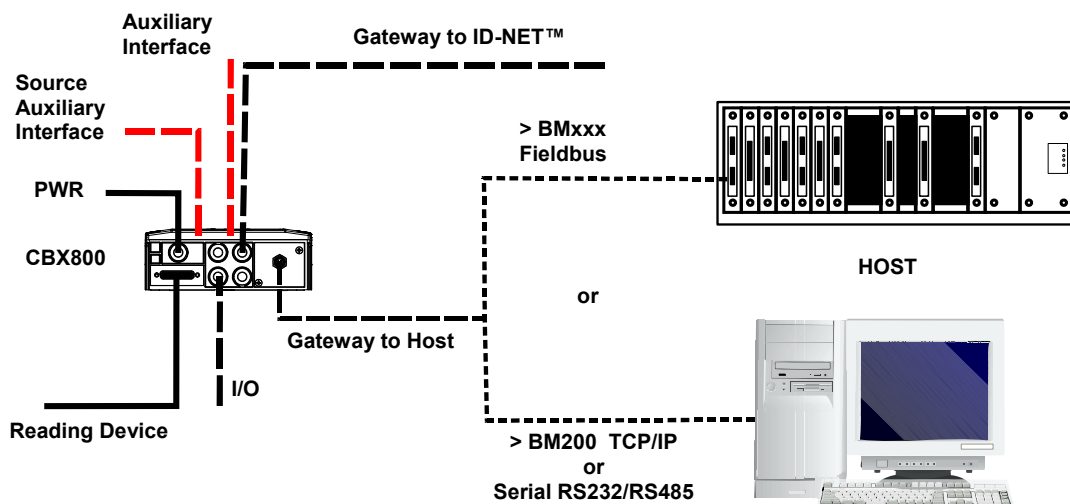 Auxiliary
Interface
Gateway to ID-NET™
Source
Auxiliary
Interface
> BMxxx
Fieldbus
PWR
CBX800
HOST
or
Gateway to Host
I/O
Reading Device
> BM200 TCP/IP
or
Serial RS232/RS485